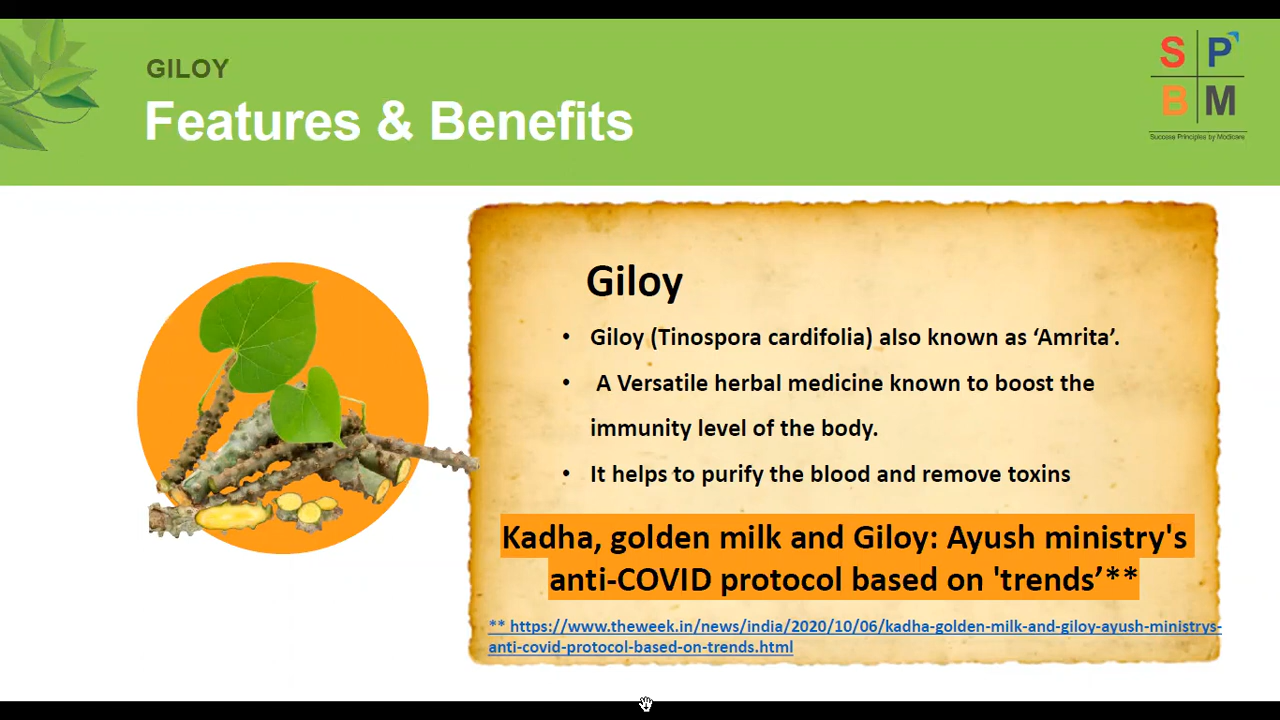 GILOY
Features & Benefits
S P
B M
Success Principles by Modicare
Giloy
• Giloy (Tinospora cardifolia) also known as ‘Amrita’.
• A Versatile herbal medicine known to boost the
immunity level of the body.
• It helps to purify the blood and remove toxins
Kadha, golden milk and Giloy: Ayush ministry's
anti-COVID protocol based on 'trends’**
** https://www.theweek.in/news/india/2020/10/06/kadha-golden-milk-and-giloy-ayush-ministrys-
anti-covid-protocol-based-on-trends.html